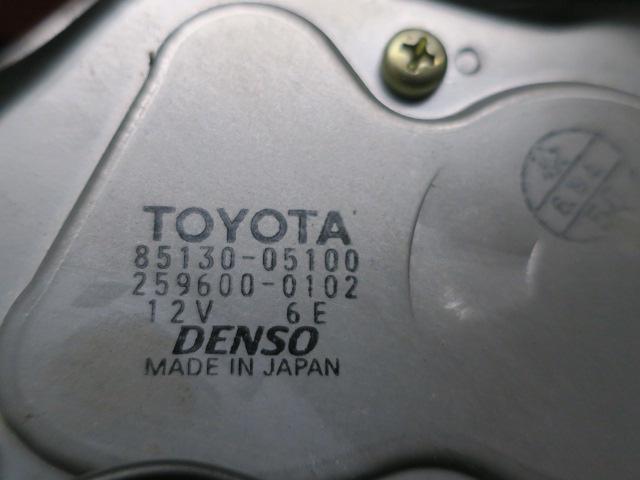 TOYOTA
85130-05100
259600-0102
12V 6E
DENSO
MADE IN JAPAN